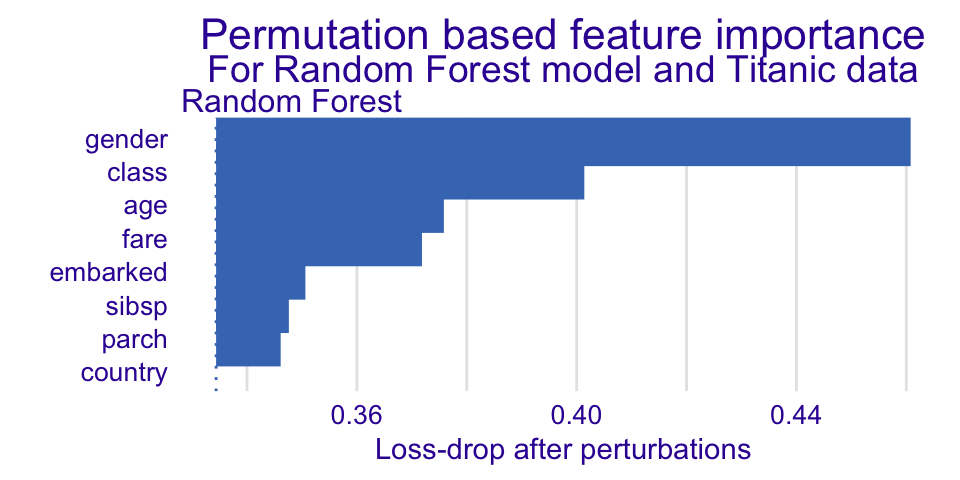 Permutation based feature importance
For Random Forest model and Titanic data
Random Forest
gender
class
age
fare
embarked
sibsp
parch
country
0.36 0.40 0.44
Loss-drop after perturbations